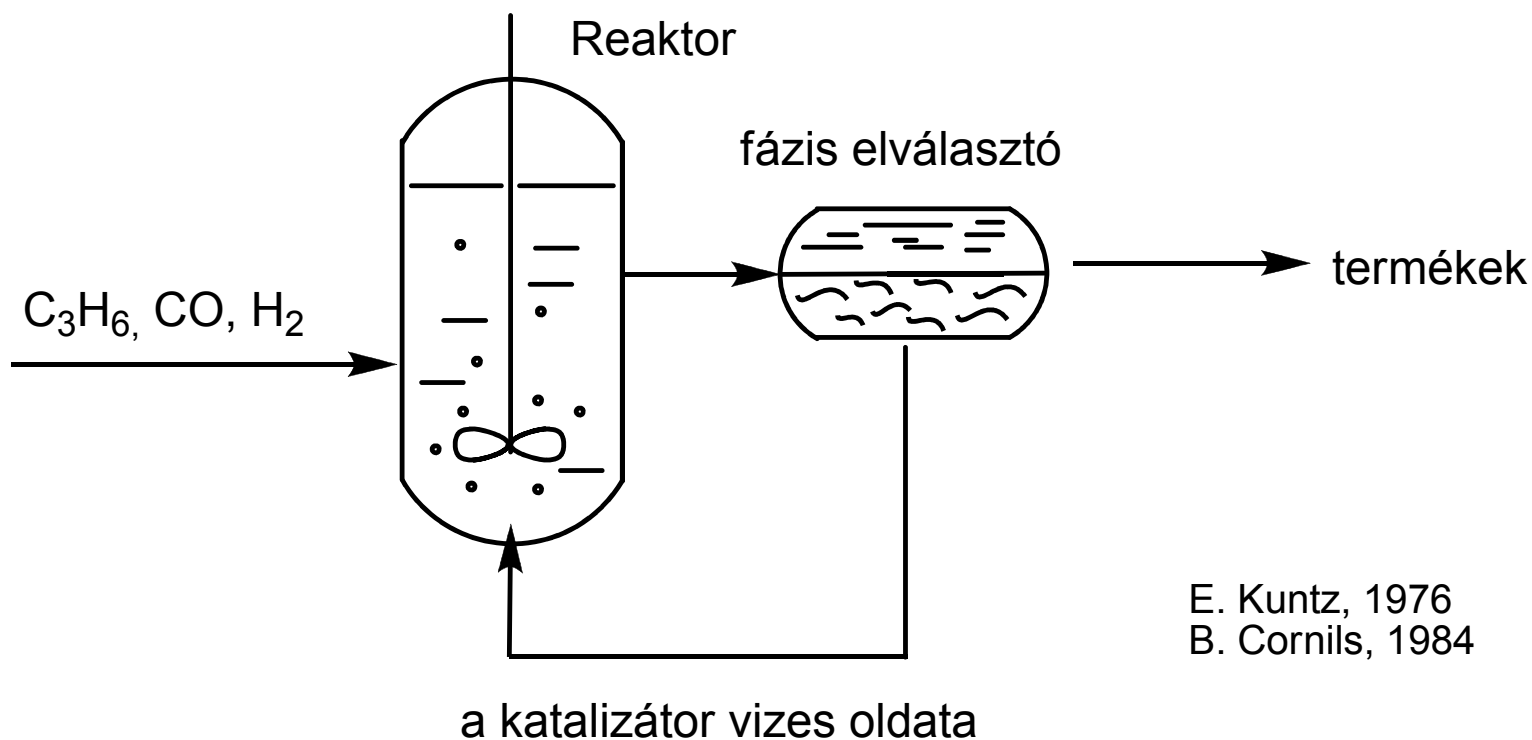 Reaktor
fázis elválasztó
termékek
C3H6, CO, H2
E. Kuntz, 1976
B. Cornils, 1984
a katalizátor vizes oldata